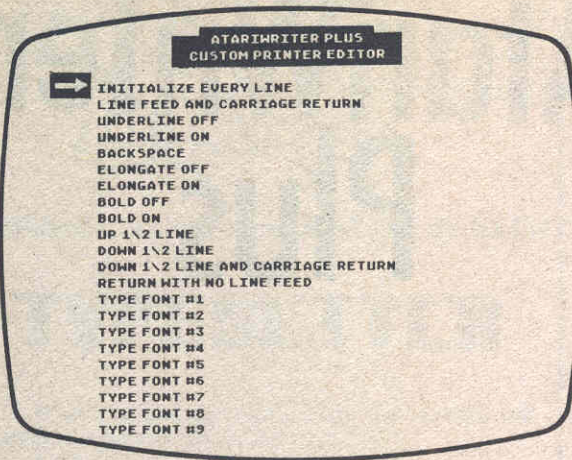 ATARIWRITER PLUS
CUSTOM PRINTER EDITOR
INITIALIZE EVERY LINE
LINE FEED AND CARRIAGE RETURN
UNDERLINE OFF
UNDERLINE ON
BACKSPACE
ELONGATE OFF
ELONGATE ON
BOLD OFF
BOLD ON
UP 1\2 LINE
DOWN 1\2 LINE
DOWN 1\2 LINE AND CARRIAGE RETURN
RETURN WITH NO LINE FEED
TYPE FONT #1
TYPE FONT #2
TYPE FONT #3
TYPE FONT #4
TYPE FONT #5
TYPE FONT #6
TYPE FONT #7
TYPE FONT #8
TYPE FONT #9